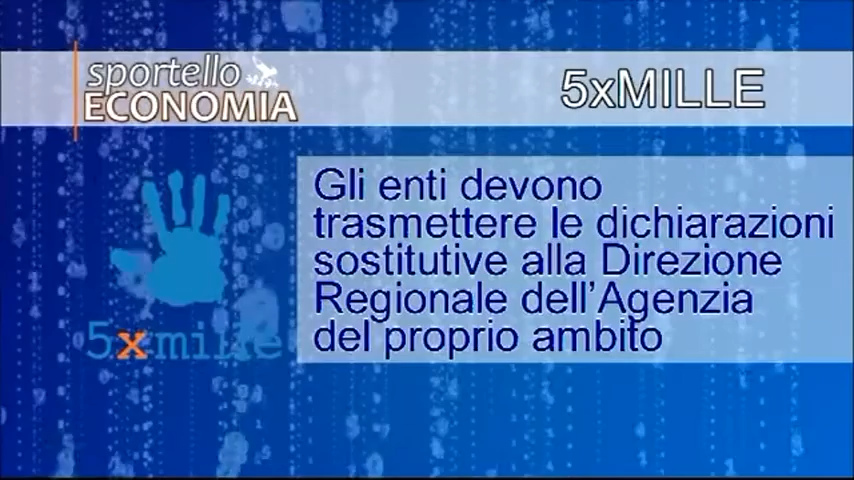 sportello
ECONOMIA
5xMILLE
Gli enti devono
trasmettere le dichiarazioni
sostitutive alla Direzione
Regionale dell'Agenzia
del proprio ambito
5xmille